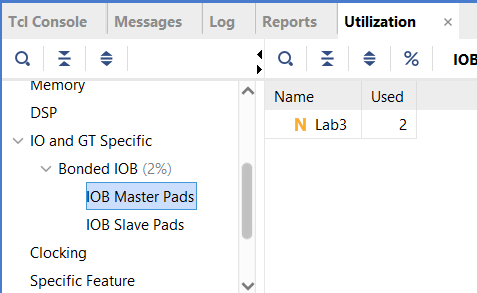 Tcl Console Messages Log Reports Utilization ×
% IOB
Memory
DSP
IO and GT Specific
Bonded IOB (2%)
IOB Master Pads
IOB Slave Pads
Clocking
Specific Feature
Name Used
N Lab3 2